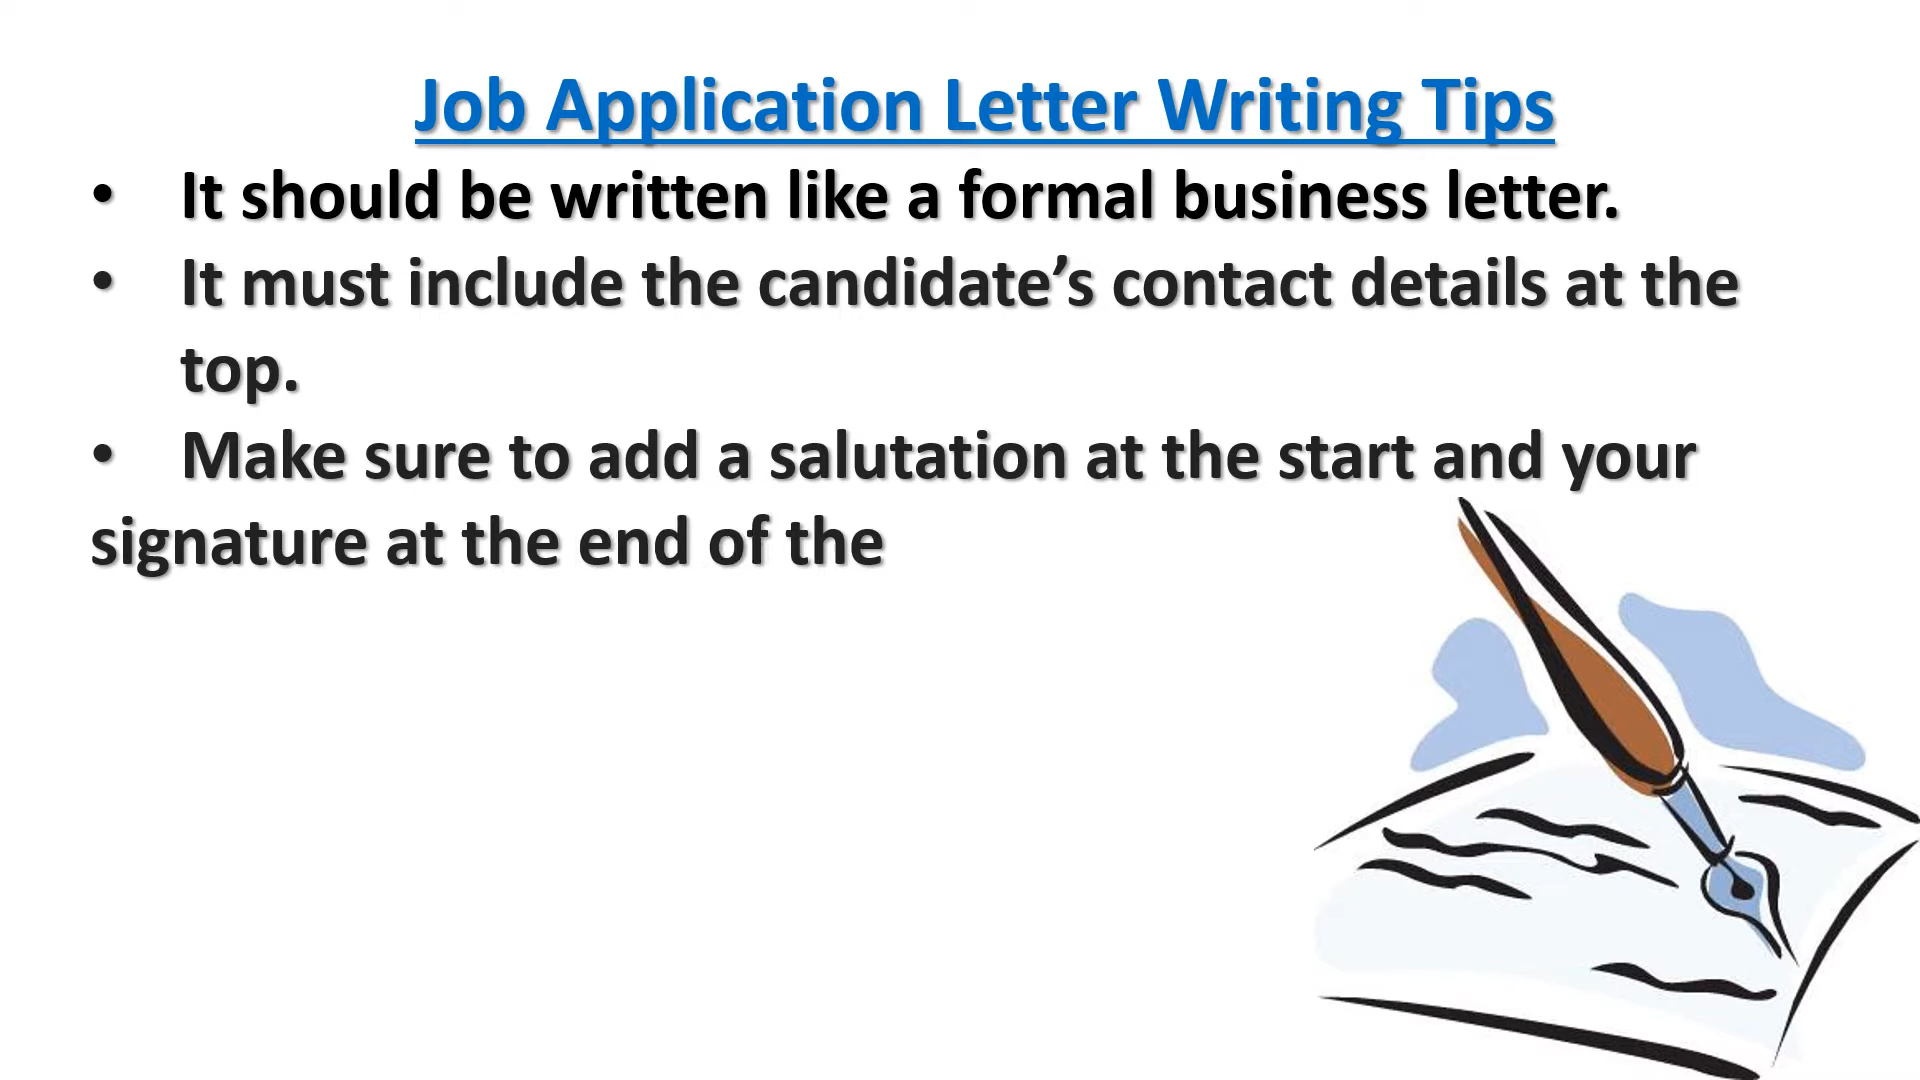 Job Application Letter Writing Tips
• It should be written like a formal business letter.
• It must include the candidate’s contact details at the
top.
• Make sure to add a salutation at the start and your
signature at the end of the